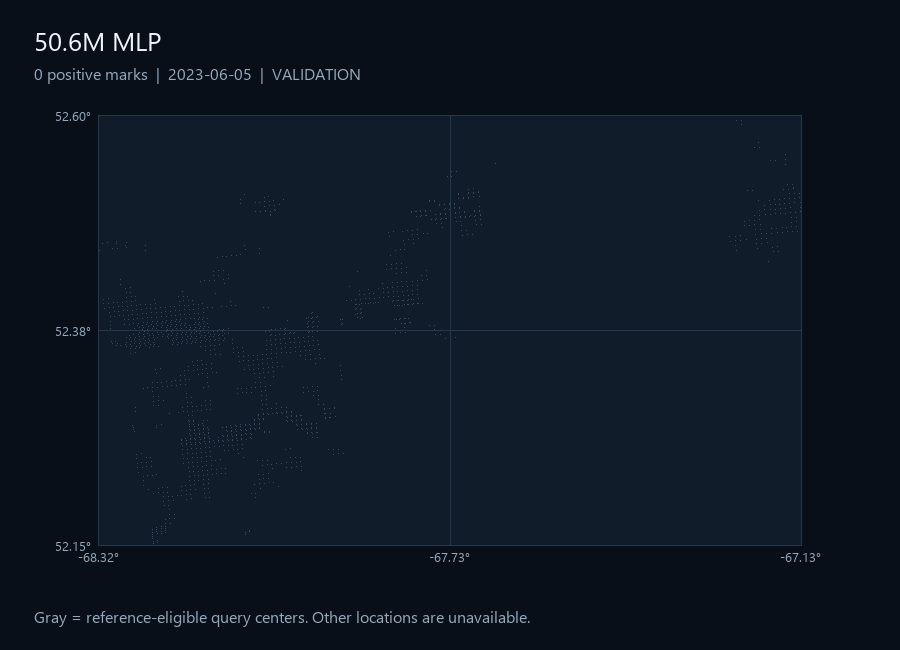 50.6M MLP
0 positive marks | 2023-06-05 | VALIDATION
52.60°
52.38°
52.15°
-68.32°
-67.73°
-67.13°
Gray = reference-eligible query centers. Other locations are unavailable.